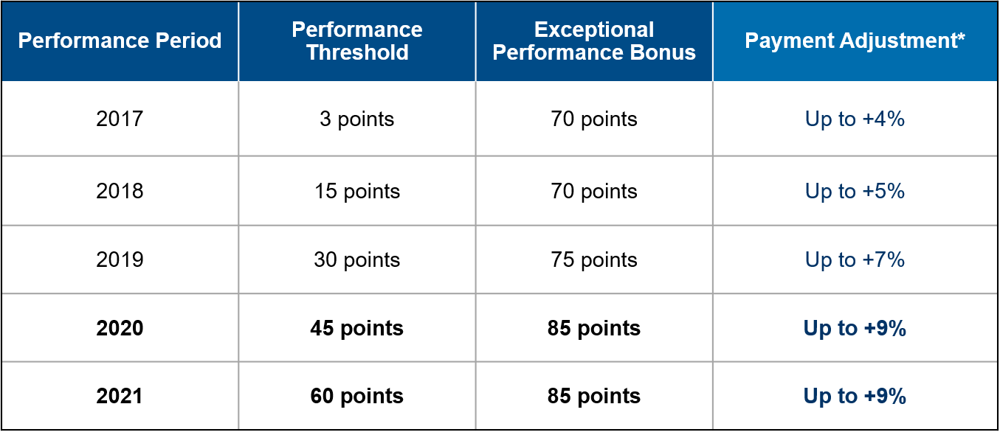 Performance Period
Performance
Threshold
Exceptional
Performance Bonus
Payment Adjustment*
2017
3 points
70 points
Up to +4%
2018
15 points
70 points
Up to +5%
2019
30 points
75 points
Up to +7%
2020
45 points
85 points
Up to +9%
2021
60 points
85 points
Up to +9%